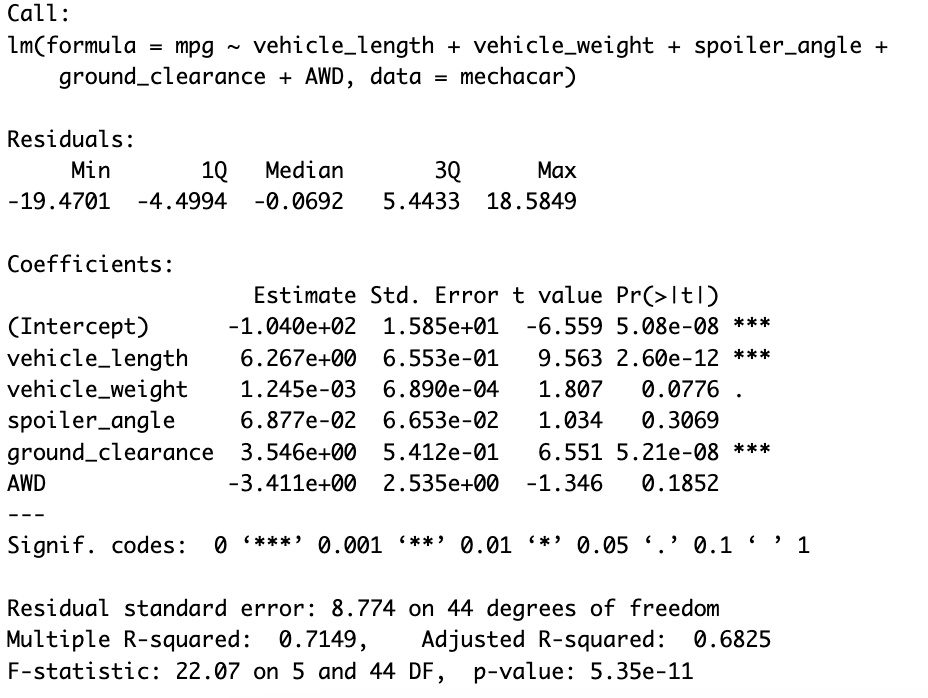 Call:
lm(formula = mpg ~ vehicle_length + vehicle_weight + spoiler_angle +
    ground_clearance + AWD, data = mechacar)

Residuals:
     Min       1Q   Median       3Q      Max
-19.4701  -4.4994  -0.0692   5.4433  18.5849

Coefficients:
                   Estimate Std. Error t value Pr(>|t|)
(Intercept)      -1.040e+02  1.585e+01  -6.559 5.08e-08 ***
vehicle_length    6.267e+00  6.553e-01   9.563 2.60e-12 ***
vehicle_weight    1.245e-03  6.890e-04   1.807   0.0776 .
spoiler_angle     6.877e-02  6.653e-02   1.034   0.3069
ground_clearance  3.546e+00  5.412e-01   6.551 5.21e-08 ***
AWD              -3.411e+00  2.535e+00  -1.346   0.1852
---
Signif. codes:  0 ‘***’ 0.001 ‘**’ 0.01 ‘*’ 0.05 ‘.’ 0.1 ‘ ’ 1

Residual standard error: 8.774 on 44 degrees of freedom
Multiple R-squared:  0.7149,    Adjusted R-squared:  0.6825
F-statistic: 22.07 on 5 and 44 DF,  p-value: 5.35e-11